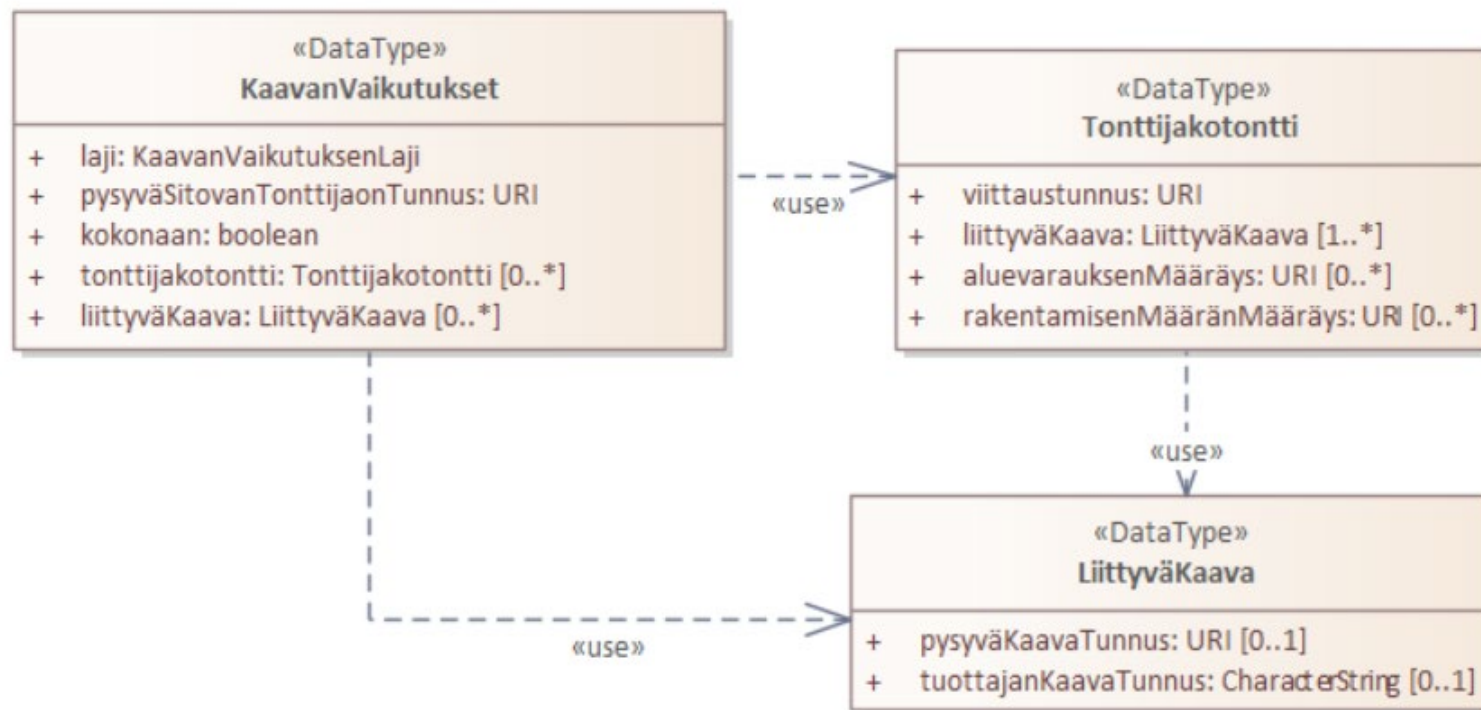 «DataType»
KaavanVaikutukset
+ laji: KaavanVaikutuksenLaji
+ pysyväSitovanTonttijaonTunnus: URI
+ kokonaan: boolean
+ tonttijakotontti: Tonttijakotontti [0..*]
+ liittyväKaava: LiittyväKaava [0..*]
«use»
«DataType»
Tonttijakotontti
+ viittaustunnus: URI
+ liittyväKaava: LiittyväKaava [1..*]
+ aluevarauksenMääräys: URI [0..*]
+ rakentamisenMääränMääräys: URI [0..*]
«use»
«use»
«DataType»
LiittyväKaava
+ pysyväKaavaTunnus: URI [0..1]
+ tuottajanKaavaTunnus: CharacterString [0..1]